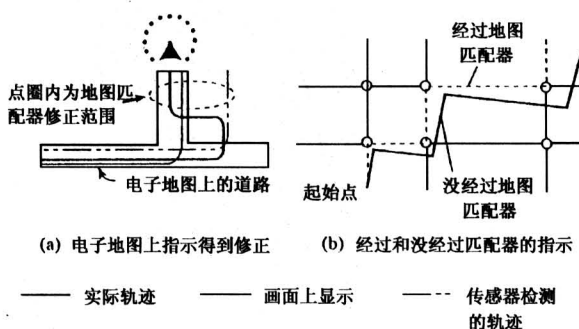 点圈内为地图匹
配器修正范围
电子地图上的道路
经过地图
匹配器
起始点
没经过地图
匹配器
(a) 电子地图上指示得到修正
(b) 经过和没经过匹配器的指示
实际轨迹
画面上显示
传感器检测
的轨迹